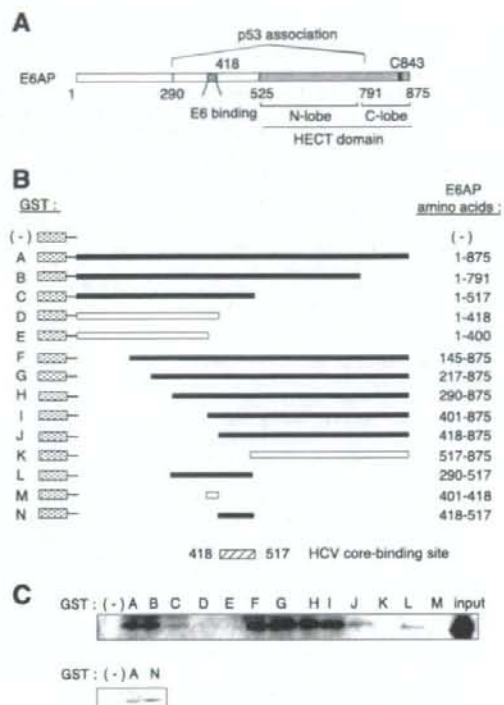 A
p53 association
418 C843
E6AP
1 290 525 791 875
E6 binding N-lobe C-lobe
HECT domain
B
GST : E6AP amino acids :
(-) (-)
A 1-875
B 1-791
C 1-517
D 1-418
E 1-400
F 145-875
G 217-875
H 290-875
I 401-875
J 418-875
K 517-875
L 290-517
M 401-418
N 418-517
418 517 HCV core-binding site
C
GST : (-) A B C D E F G H I J K L M input
GST : (-) A N